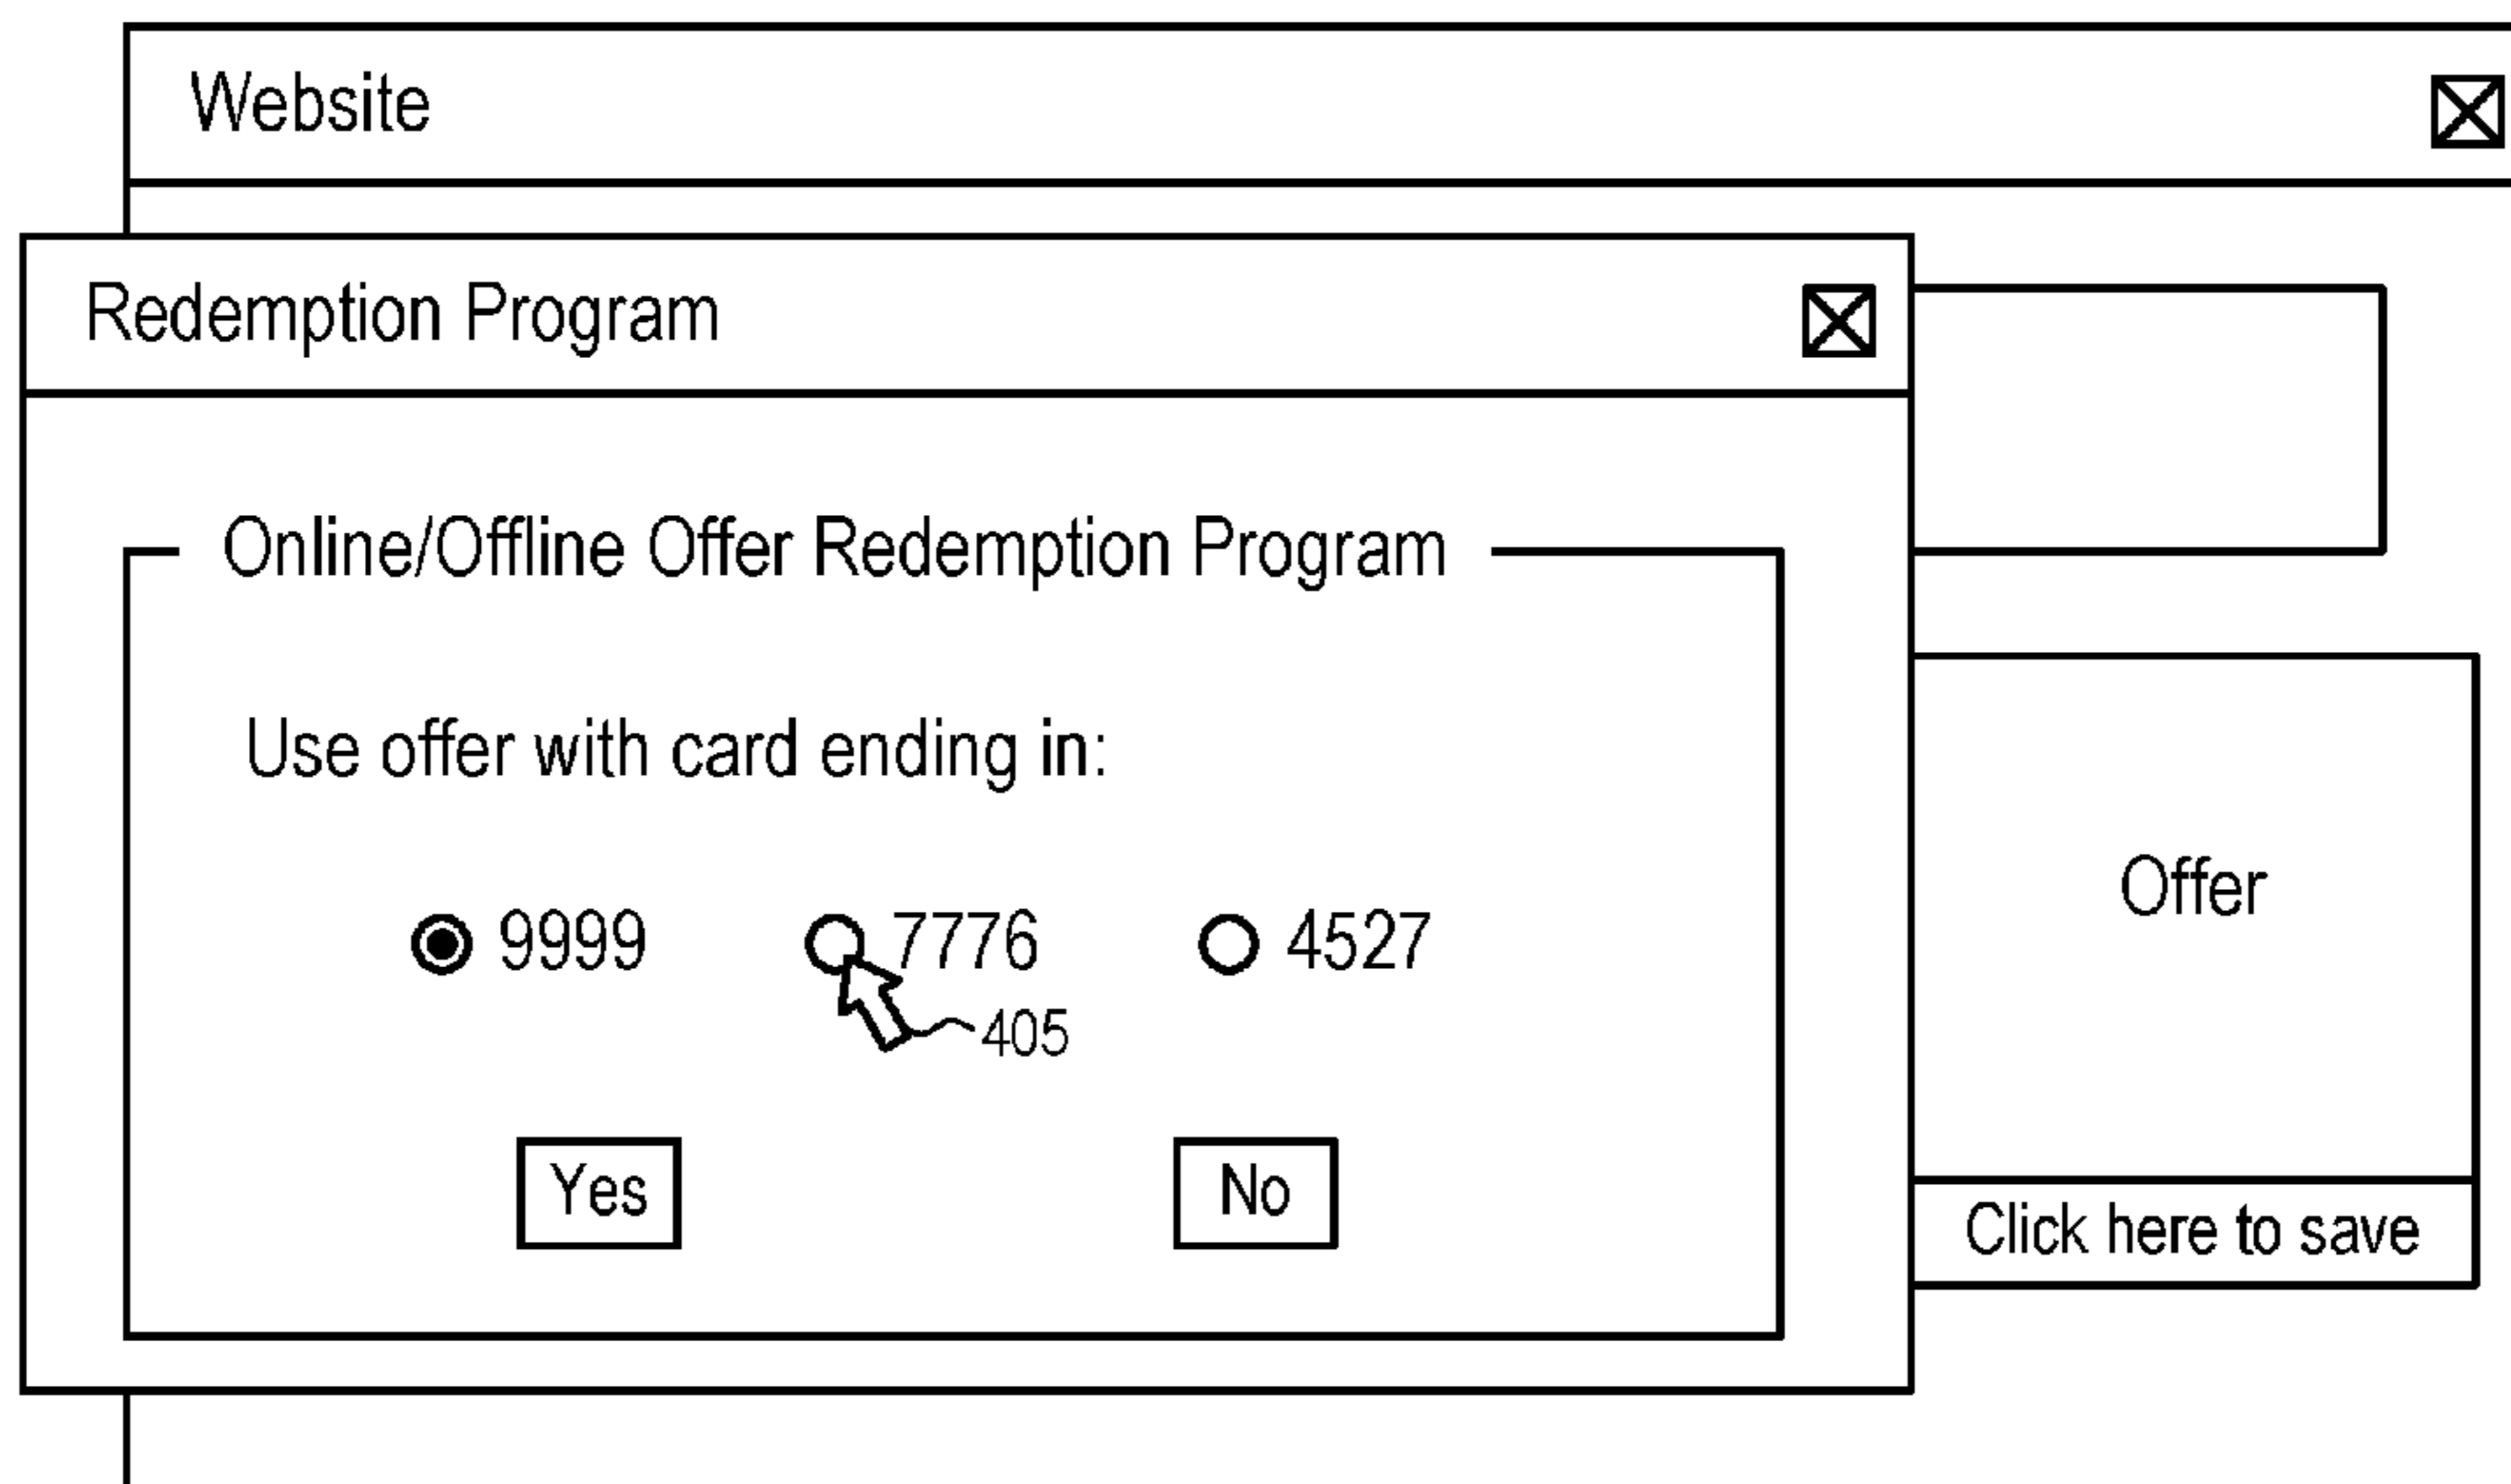 Website
Redemption Program
Online/Offline Offer Redemption Program
Use offer with card ending in:
9999 7776 4527
405
Yes No
Offer
Click here to save